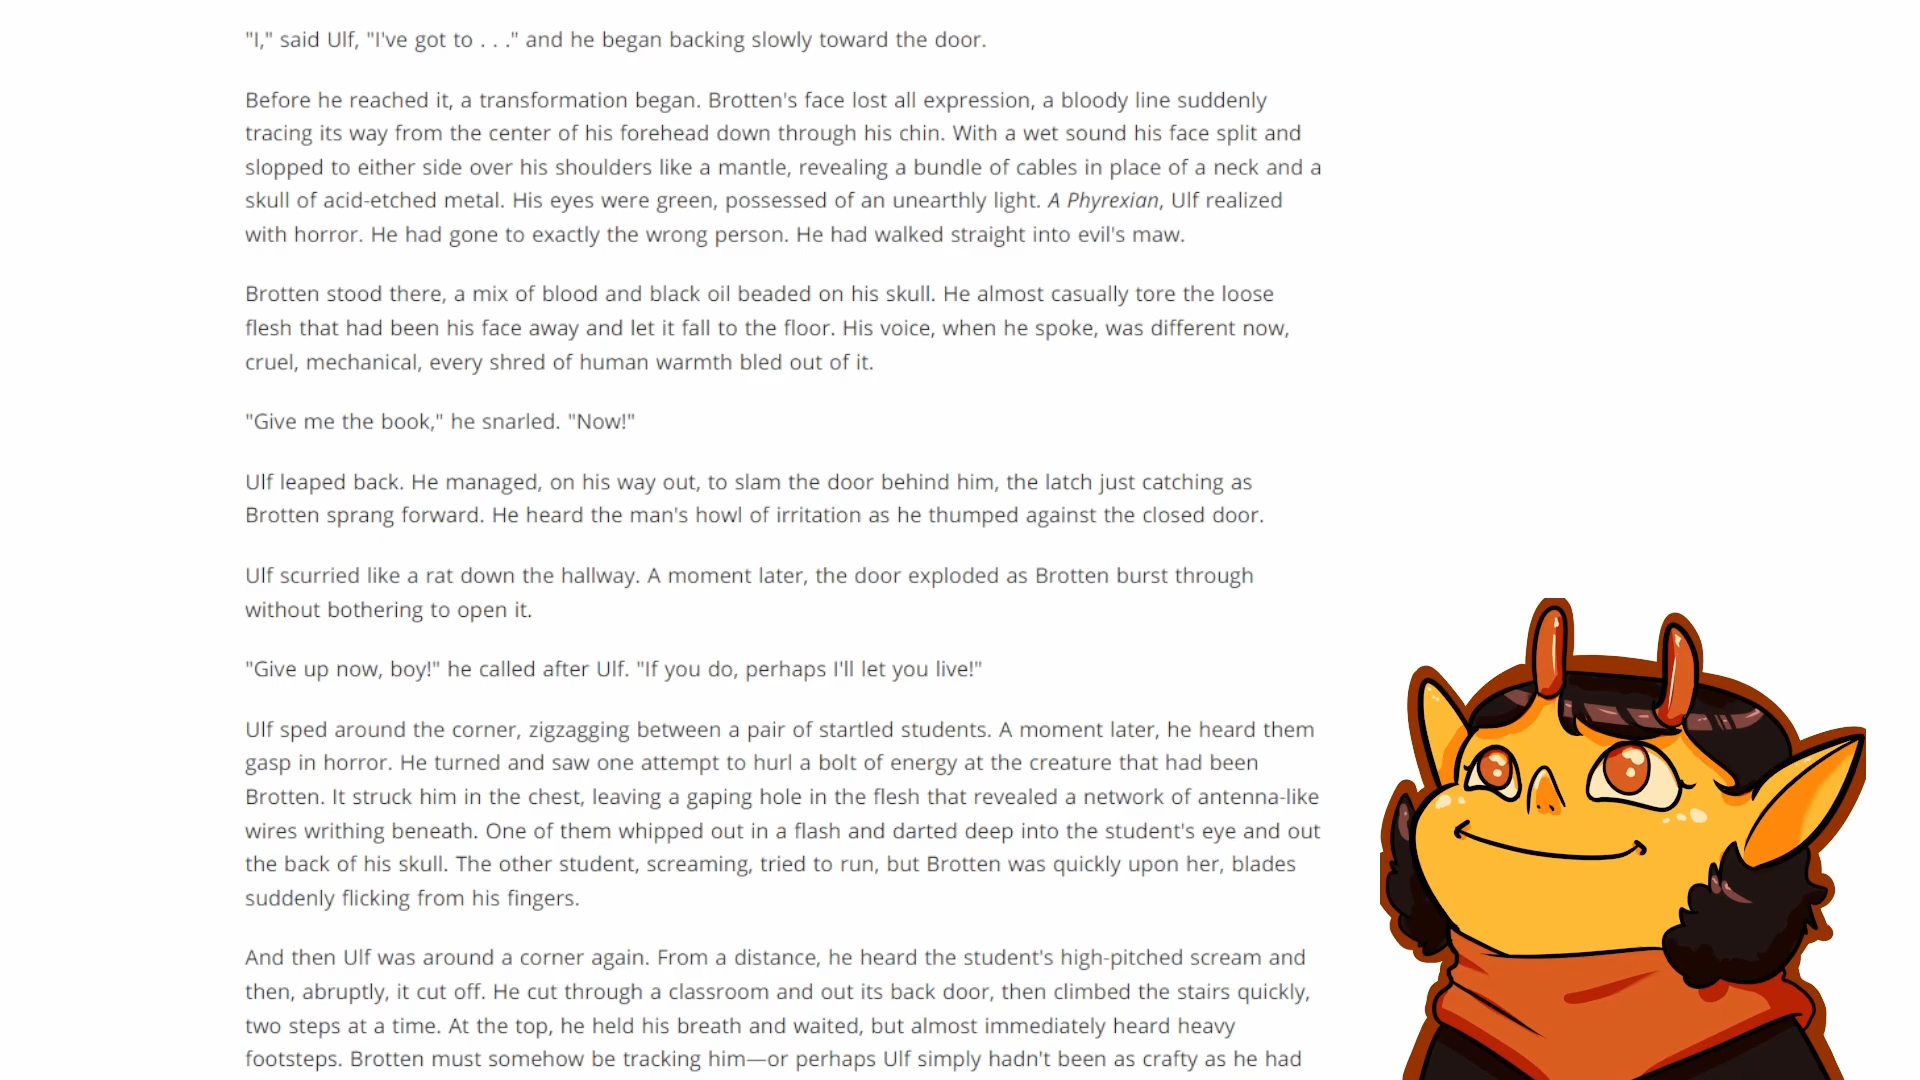 "I," said Ulf, "I've got to . . ." and he began backing slowly toward the door.
Before he reached it, a transformation began. Brotten's face lost all expression, a bloody line suddenly
tracing its way from the center of his forehead down through his chin. With a wet sound his face split and
slopped to either side over his shoulders like a mantle, revealing a bundle of cables in place of a neck and a
skull of acid-etched metal. His eyes were green, possessed of an unearthly light. A Phyrexian, Ulf realized
with horror. He had gone to exactly the wrong person. He had walked straight into evil's maw.
Brotten stood there, a mix of blood and black oil beaded on his skull. He almost casually tore the loose
flesh that had been his face away and let it fall to the floor. His voice, when he spoke, was different now,
cruel, mechanical, every shred of human warmth bled out of it.
"Give me the book," he snarled. "Now!"
Ulf leaped back. He managed, on his way out, to slam the door behind him, the latch just catching as
Brotten sprang forward. He heard the man's howl of irritation as he thumped against the closed door.
Ulf scurried like a rat down the hallway. A moment later, the door exploded as Brotten burst through
without bothering to open it.
"Give up now, boy!" he called after Ulf. "If you do, perhaps I'll let you live!"
Ulf sped around the corner, zigzagging between a pair of startled students. A moment later, he heard them
gasp in horror. He turned and saw one attempt to hurl a bolt of energy at the creature that had been
Brotten. It struck him in the chest, leaving a gaping hole in the flesh that revealed a network of antenna-like
wires writhing beneath. One of them whipped out in a flash and darted deep into the student's eye and out
the back of his skull. The other student, screaming, tried to run, but Brotten was quickly upon her, blades
suddenly flicking from his fingers.
And then Ulf was around a corner again. From a distance, he heard the student's high-pitched scream and
then, abruptly, it cut off. He cut through a classroom and out its back door, then climbed the stairs quickly,
two steps at a time. At the top, he held his breath and waited, but almost immediately heard heavy
footsteps. Brotten must somehow be tracking him—or perhaps Ulf simply hadn't been as crafty as he had